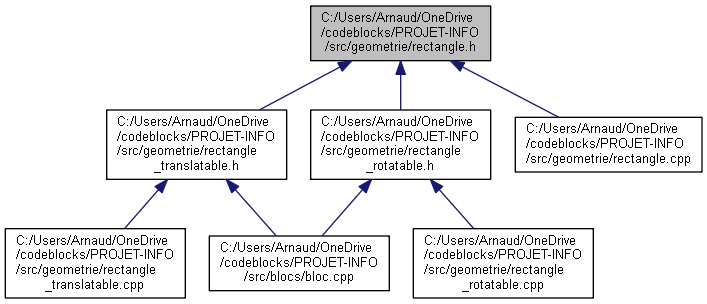 C:/Users/Arnaud/OneDrive
/codeblocks/PROJET-INFO
/src/geometrie/rectangle.h
C:/Users/Arnaud/OneDrive
/codeblocks/PROJET-INFO
/src/geometrie/rectangle
_translatable.h
C:/Users/Arnaud/OneDrive
/codeblocks/PROJET-INFO
/src/geometrie/rectangle
_rotatable.h
C:/Users/Arnaud/OneDrive
/codeblocks/PROJET-INFO
/src/geometrie/rectangle.cpp
C:/Users/Arnaud/OneDrive
/codeblocks/PROJET-INFO
/src/geometrie/rectangle
_translatable.cpp
C:/Users/Arnaud/OneDrive
/codeblocks/PROJET-INFO
/src/blocs/bloc.cpp
C:/Users/Arnaud/OneDrive
/codeblocks/PROJET-INFO
/src/geometrie/rectangle
_rotatable.cpp